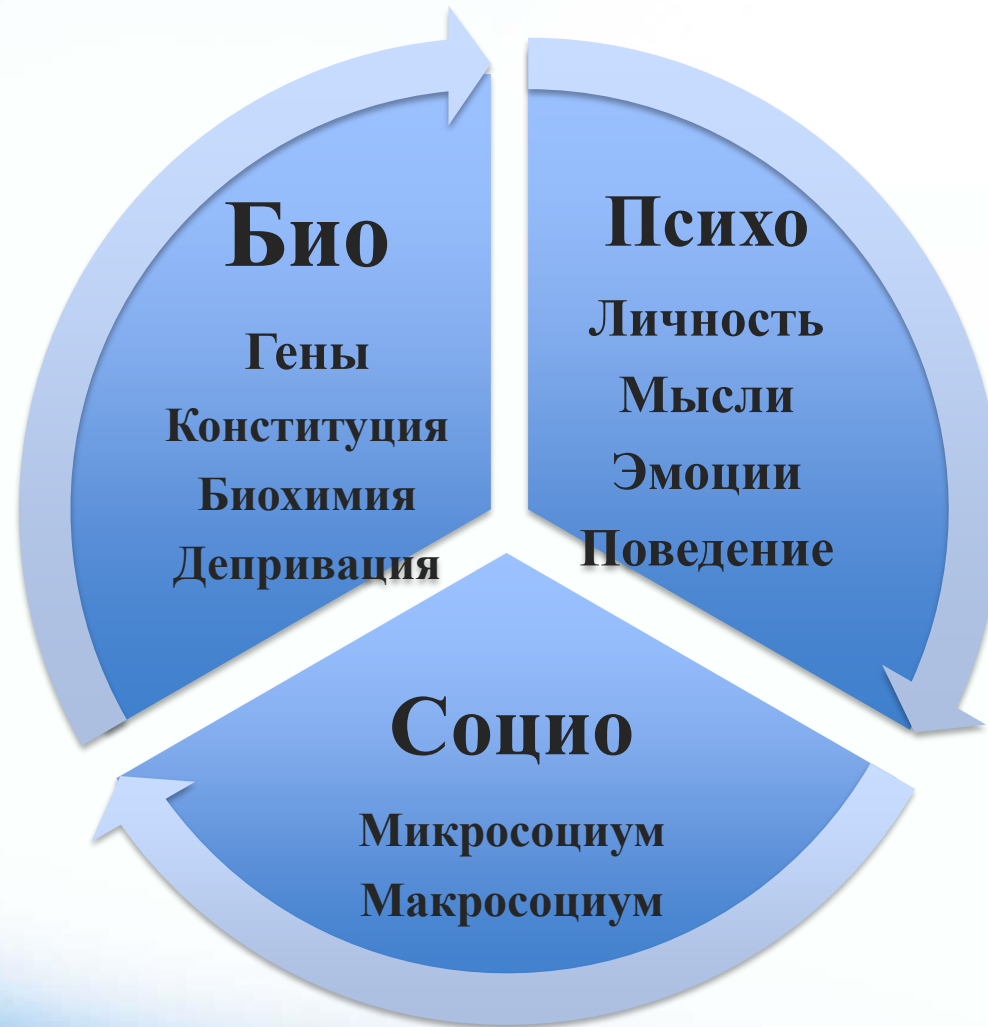 Био
Гены
Конституция
Биохимия
Депривация
Психо
Личность
Мысли
Эмоции
Поведение
Социо
Микросоциум
Макросоциум